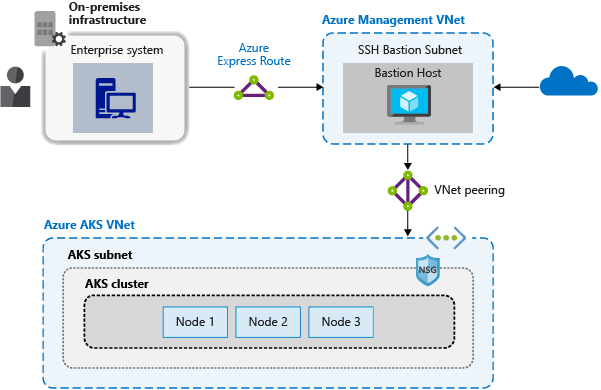 On-premises
infrastructure
Enterprise system
Azure
Express Route
Azure Management VNet
SSH Bastion Subnet
Bastion Host
VNet peering
Azure AKS VNet
AKS subnet
NSG
AKS cluster
Node 1
Node 2
Node 3